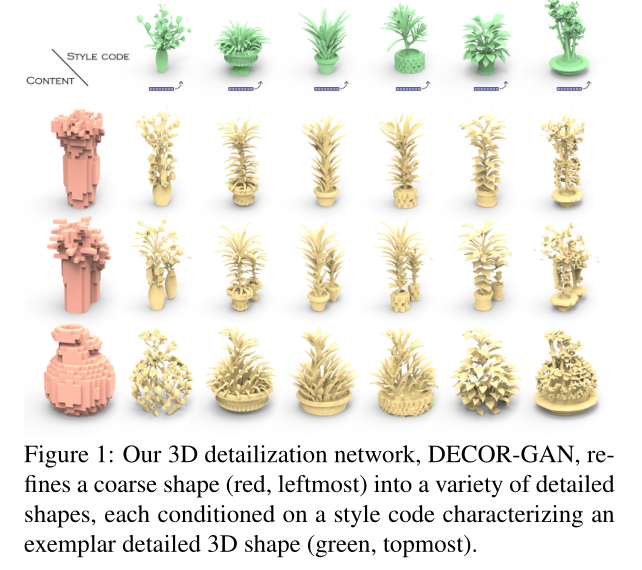 STYLE CODE
CONTENT
Figure 1: Our 3D detailization network, DECOR-GAN, re-
fines a coarse shape (red, leftmost) into a variety of detailed
shapes, each conditioned on a style code characterizing an
exemplar detailed 3D shape (green, topmost).